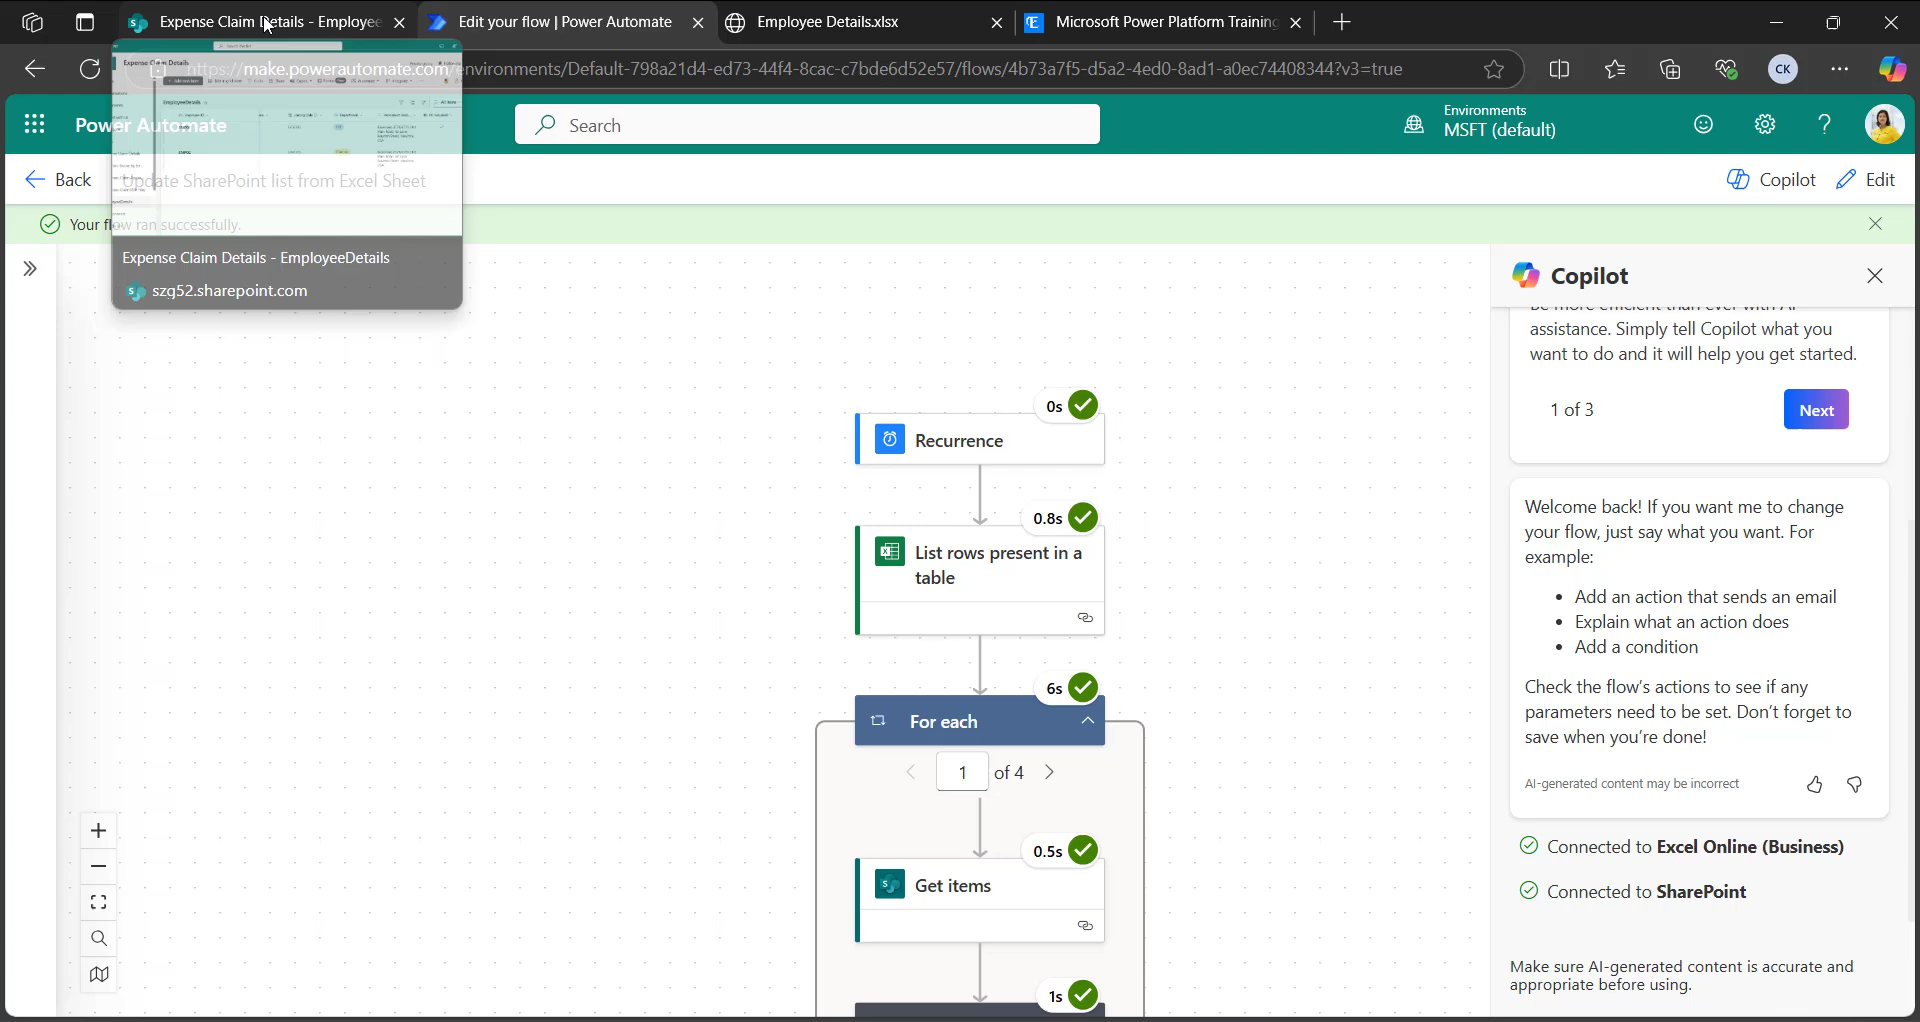 Expense Claim Details - Employee
Edit your flow | Power Automate
Employee Details.xlsx
Microsoft Power Platform Training
https://make.powerautomate.com/environments/Default-798a21d4-ed73-44f4-8cac-c7bde6d52e57/flows/4b73a7f5-d5a2-4ed0-8ad1-a0ec74408344?v3=true
CK
Power Automate
Search
Environments
MSFT (default)
Back
Update SharePoint list from Excel Sheet
Copilot
Edit
Your flow ran successfully.
Expense Claim Details - EmployeeDetails
szg52.sharepoint.com
0s
Recurrence
0.8s
List rows present in a
table
6s
For each
1 of 4
0.5s
Get items
1s
Copilot
Be more efficient than ever with AI
assistance. Simply tell Copilot what you
want to do and it will help you get started.
1 of 3
Next
Welcome back! If you want me to change
your flow, just say what you want. For
example:
• Add an action that sends an email
• Explain what an action does
• Add a condition
Check the flow's actions to see if any
parameters need to be set. Don't forget to
save when you're done!
AI-generated content may be incorrect
Connected to Excel Online (Business)
Connected to SharePoint
Make sure AI-generated content is accurate and
appropriate before using.